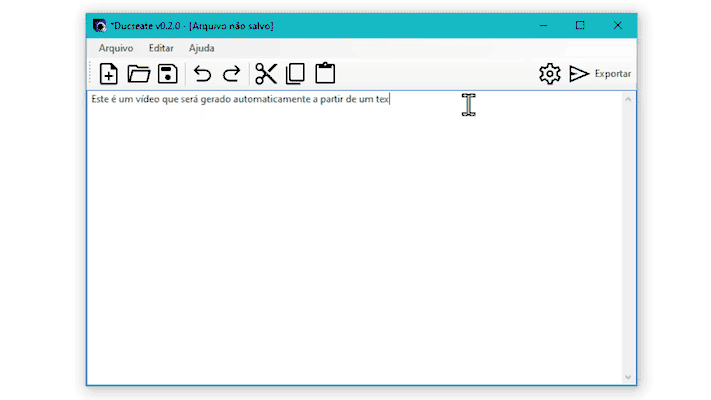 *Ducseate v0.2.0 - [Arquivo não salvo]
Arquivo Editar Ajuda
Exportar
Este é um vídeo que será gerado automaticamente a partir de um tex